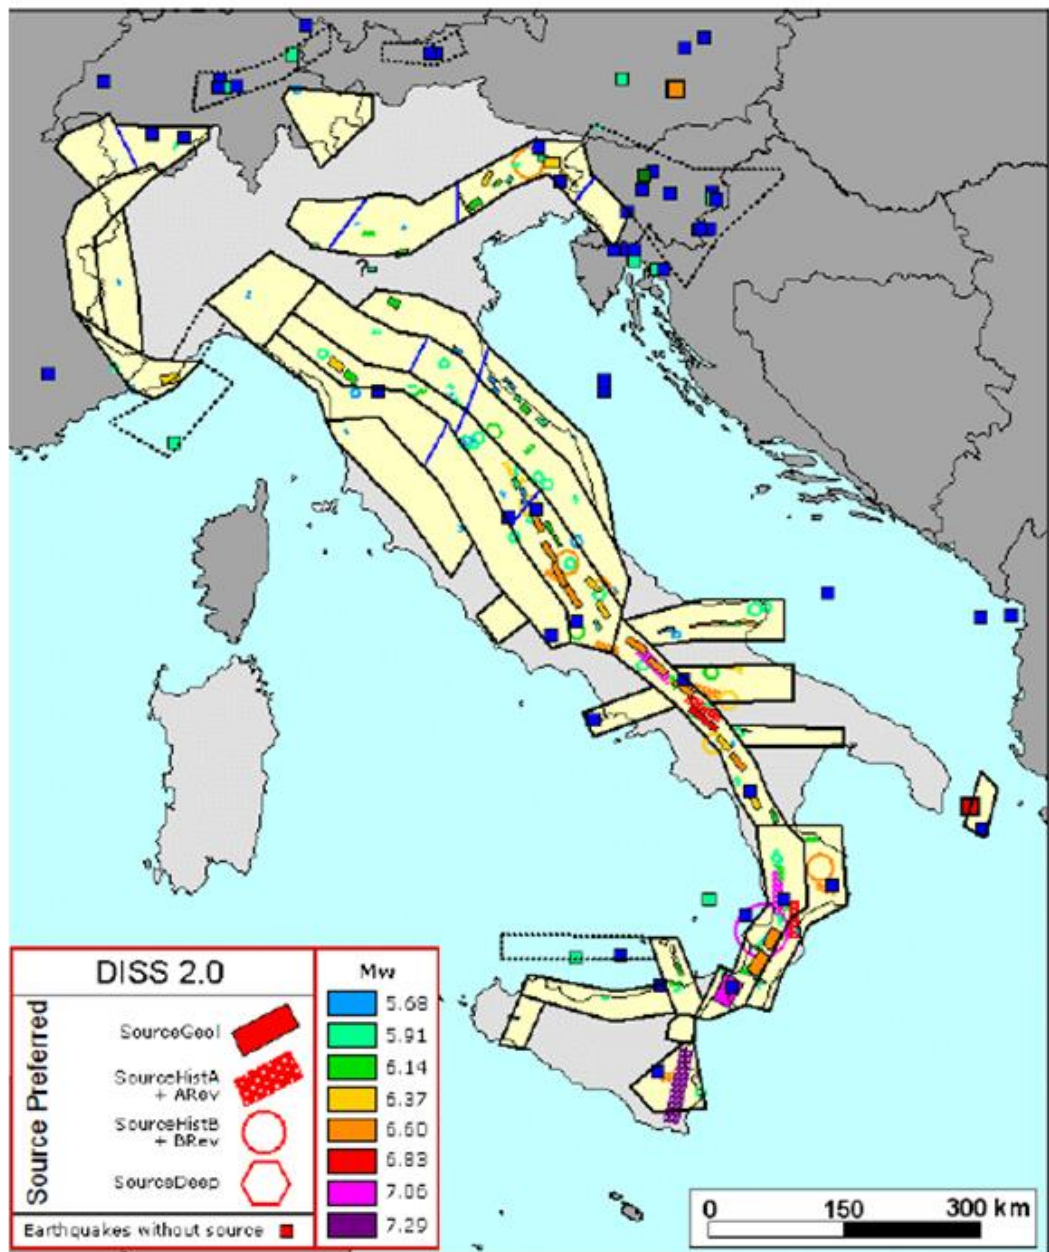 ?
DISS 2.0
Source Preferred
SourceGeol
SourceHistA
+ ARev
SourceHistB
+ BRev
SourceDeep
Earthquakes without source
Mw
5.68
5.91
6.14
6.37
6.60
6.83
7.06
7.29
0 150 300 km